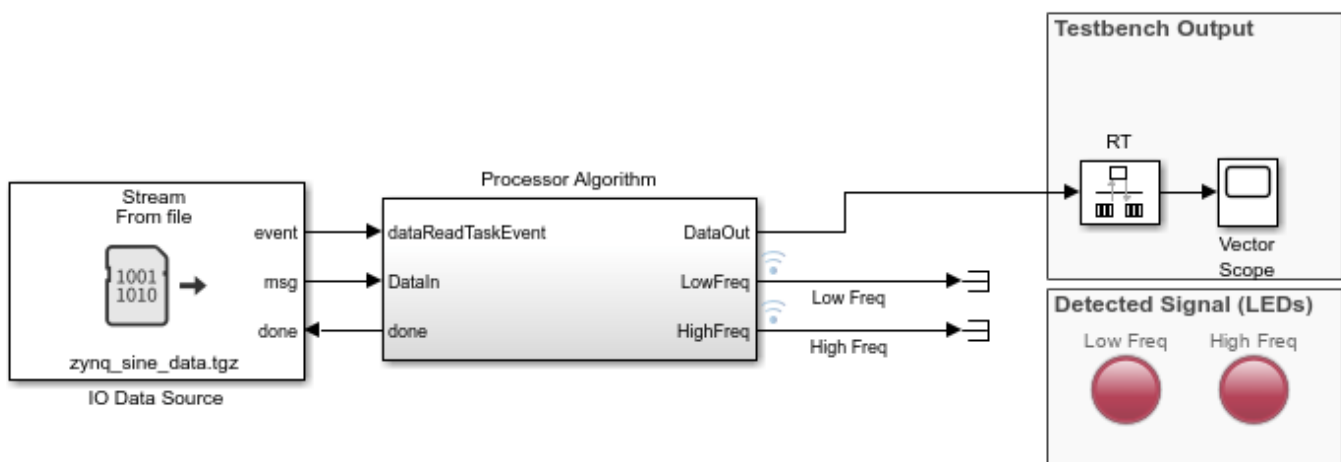 Stream
From file
event
1001
1010
msg
done
zynq_sine_data.tgz
IO Data Source
Processor Algorithm
dataReadTaskEvent
DataOut
DataIn
LowFreq
done
HighFreq
Low Freq
High Freq
Testbench Output
RT
Vector
Scope
Detected Signal (LEDs)
Low Freq
High Freq